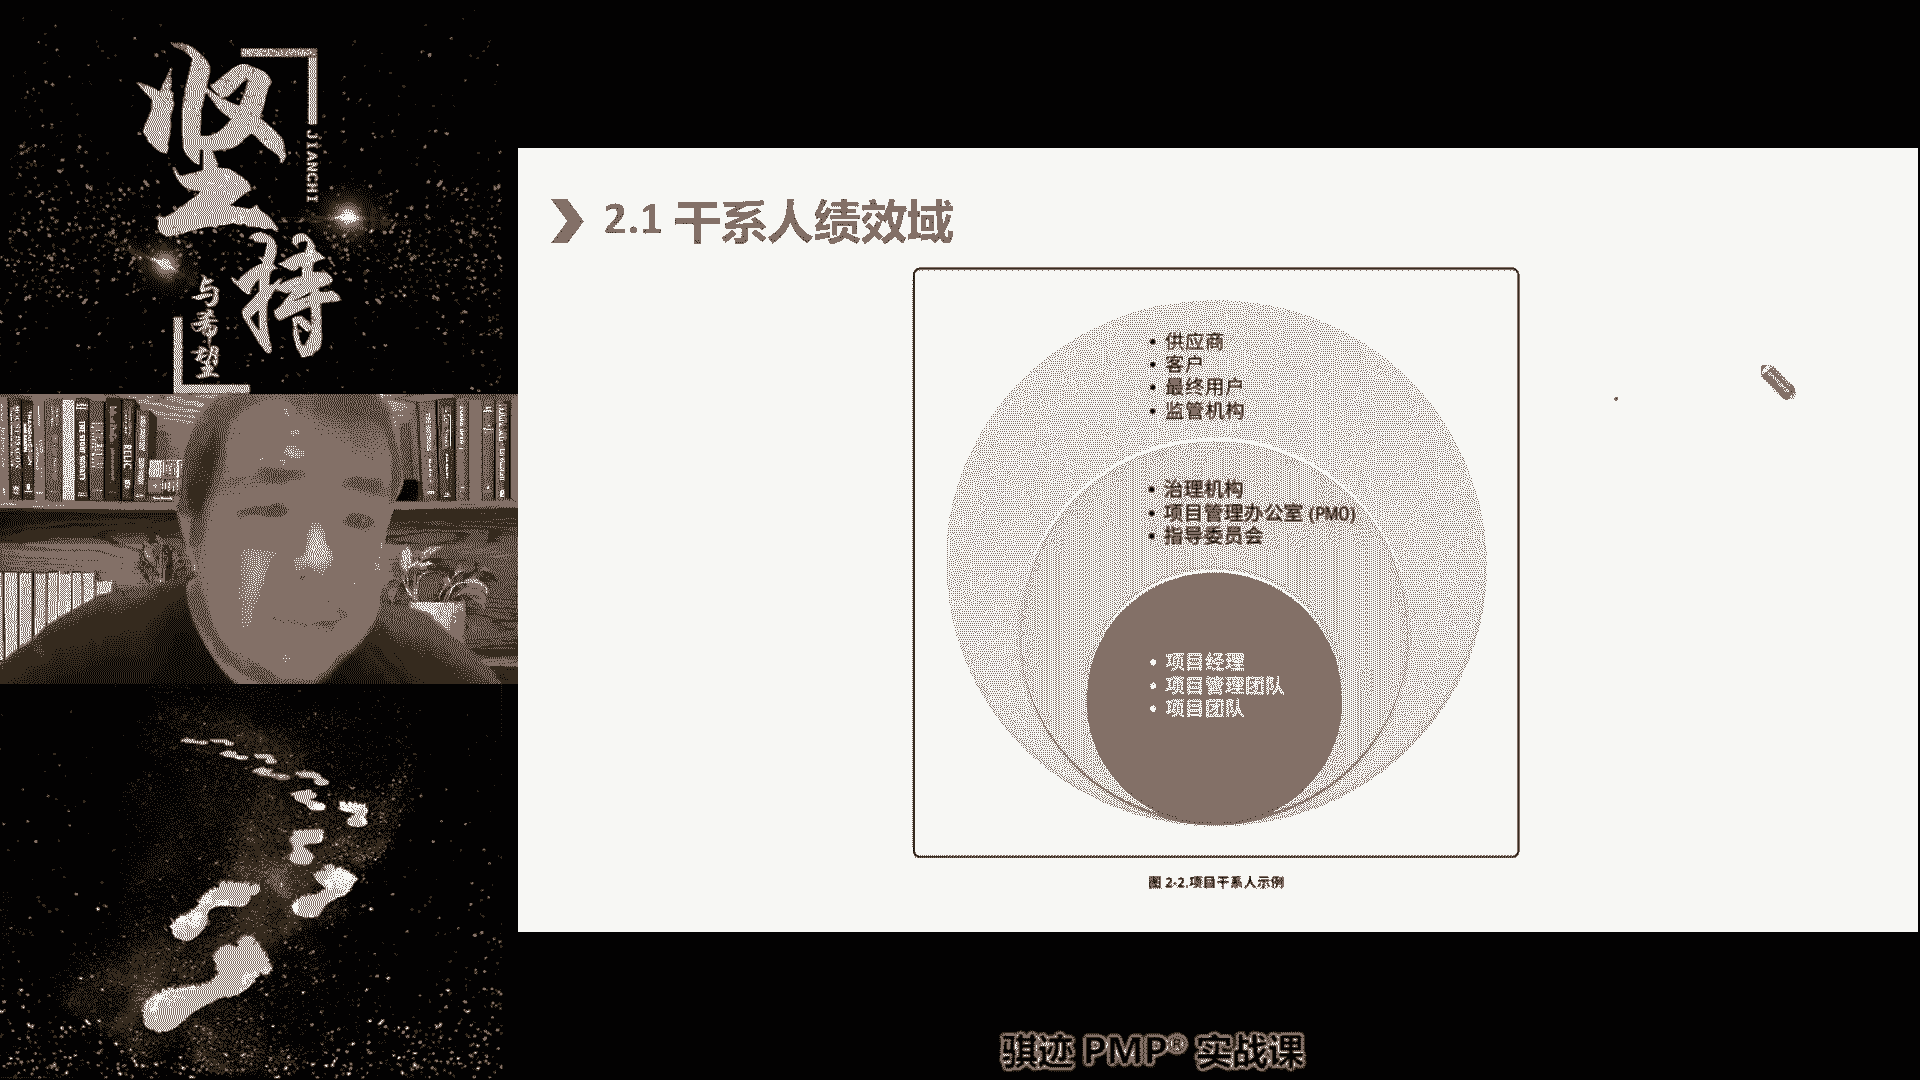 坚持
JIANCHI
与希望
2.1 干系人绩效域
• 供应商
• 客户
• 最终用户
• 监管机构
• 治理机构
• 项目管理办公室 (PMO)
• 指导委员会
• 项目经理
• 项目管理团队
• 项目团队
图 2-2.项目干系人示例
骐迹 PMP® 实战课